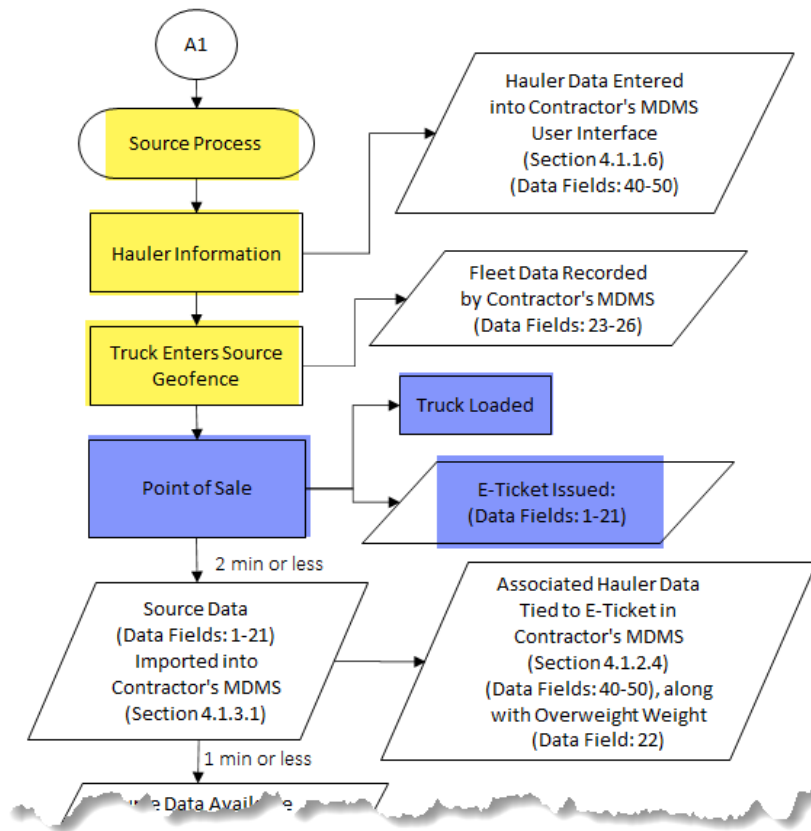 A1
Source Process
Hauler Data Entered
into Contractor's MDMS
User Interface
(Section 4.1.1.6)
(Data Fields: 40-50)
Hauler Information
Fleet Data Recorded
by Contractor's MDMS
(Data Fields: 23-26)
Truck Enters Source
Geofence
Truck Loaded
Point of Sale
E-Ticket Issued:
(Data Fields: 1-21)
2 min or less
Source Data
(Data Fields: 1-21)
Imported into
Contractor's MDMS
(Section 4.1.3.1)
Associated Hauler Data
Tied to E-Ticket in
Contractor's MDMS
(Section 4.1.2.4)
(Data Fields: 40-50), along
with Overweight Weight
(Data Field: 22)
1 min or less
Data Available